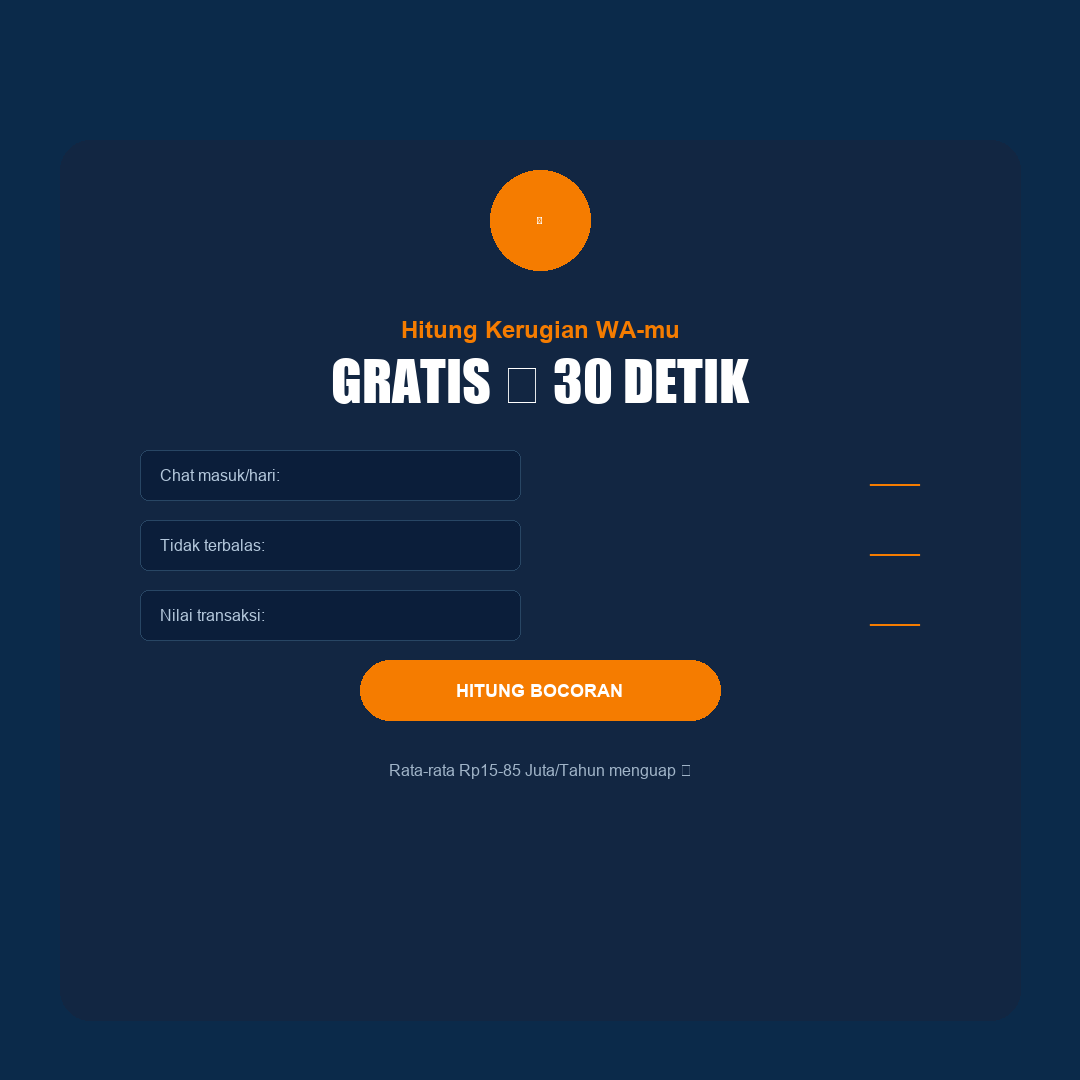 Hitung Kerugian WA-mu
GRATIS 30 DETIK
Chat masuk/hari:
Tidak terbalas:
Nilai transaksi:
HITUNG BOCORAN
Rata-rata Rp15-85 Juta/Tahun menguap